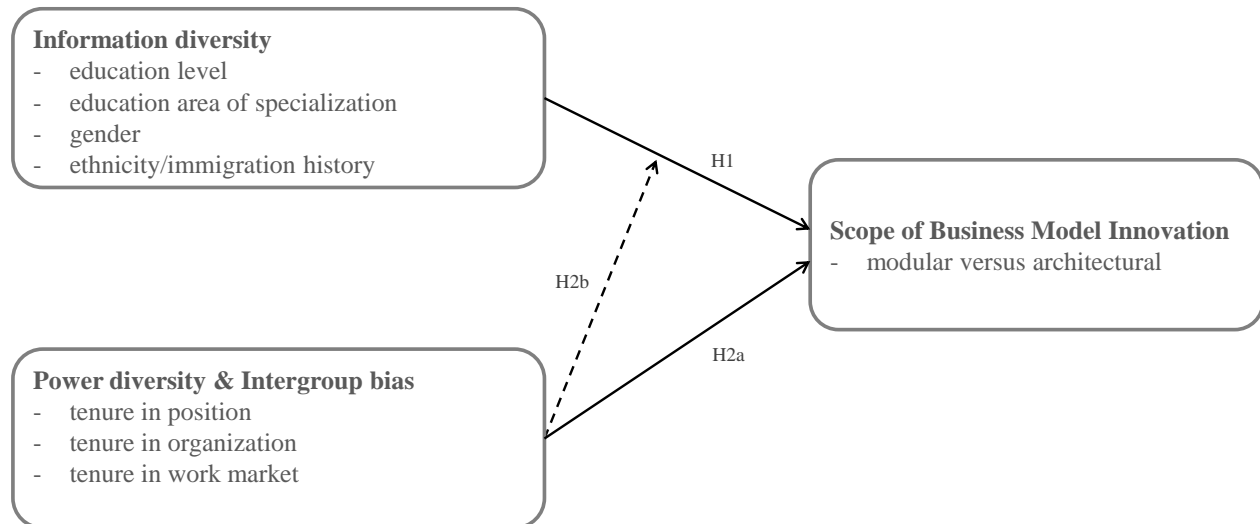 Information diversity
- education level
- education area of specialization
- gender
- ethnicity/immigration history
H1
Scope of Business Model Innovation
- modular versus architectural
H2b
H2a
Power diversity & Intergroup bias
- tenure in position
- tenure in organization
- tenure in work market